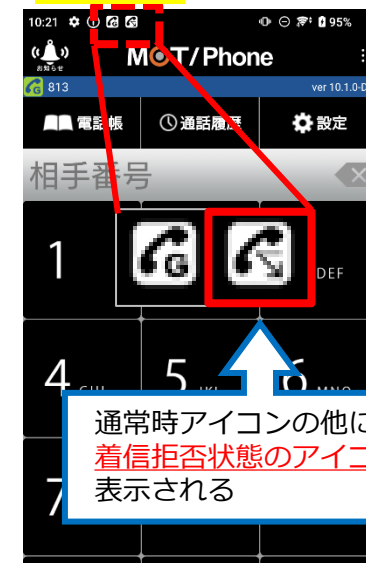 10:21 95%
お知らせ MOT/Phone
813 ver 10.1.0-D
電話帳 通話履歴 設定
相手番号
1 DEF
4 5 6
通常時アイコンの他に
着信拒否状態のアイコ
7 表示される